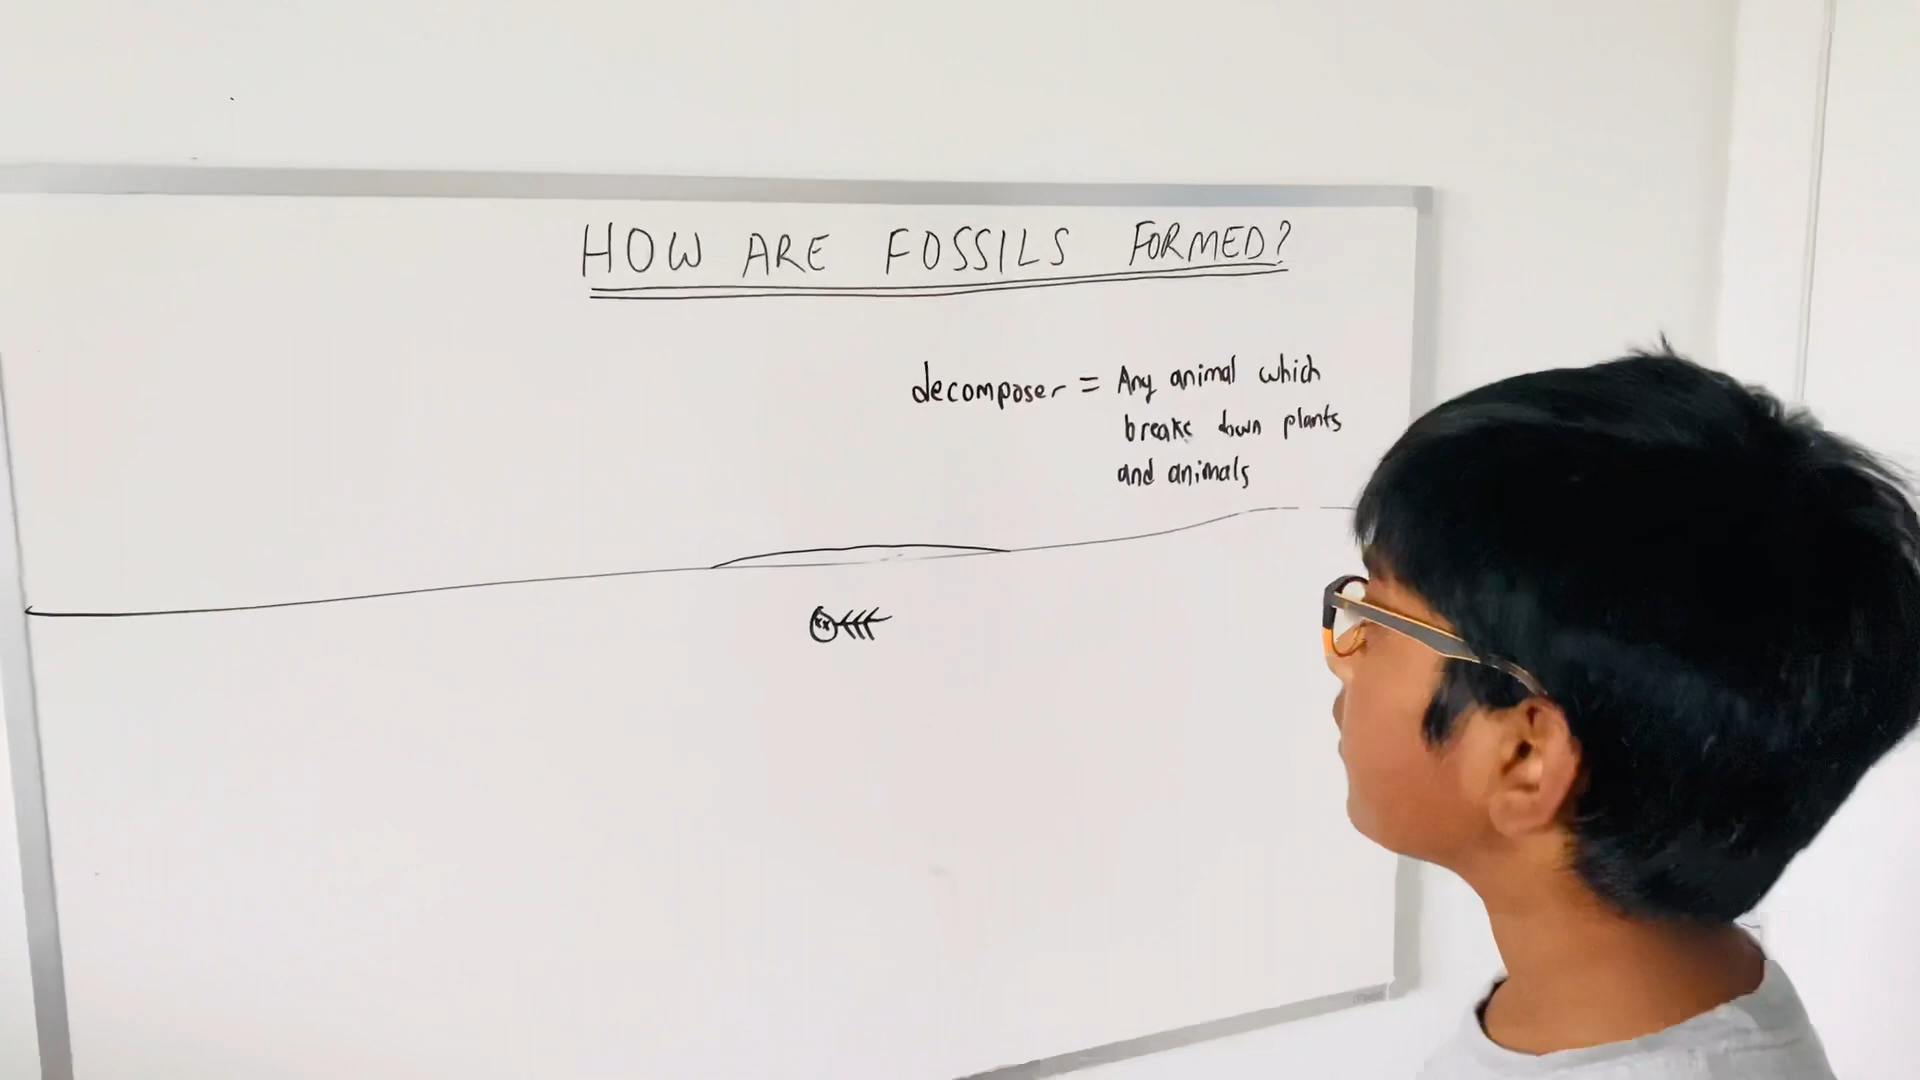 HOW ARE FOSSILS FORMED?
decomposer = Any animal which
breaks down plants
and animals